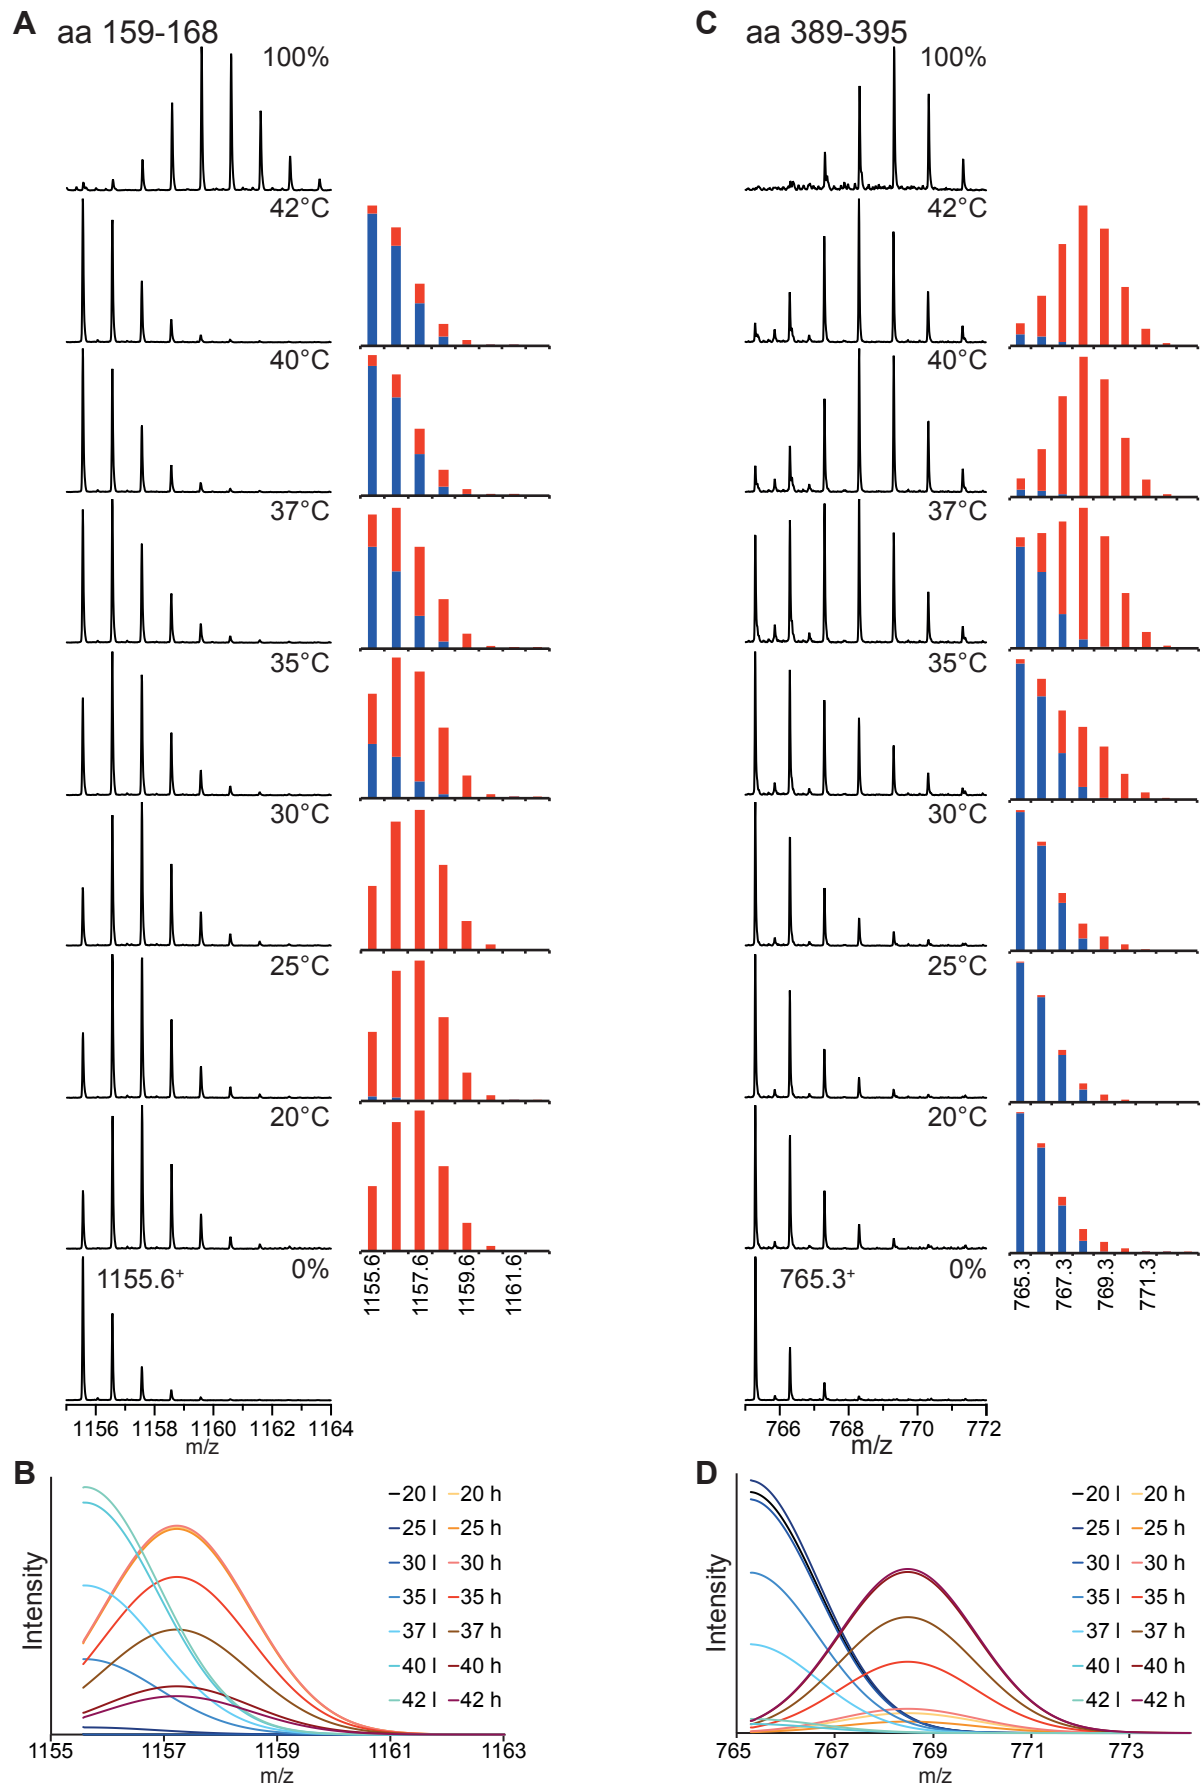 A aa 159-168
100%
42°C
40°C
37°C
35°C
30°C
25°C
20°C
1155.6⁺ 0%
1156 1158 1160 1162 1164
m/z
1155.6 1157.6 1159.6 1161.6
B
Intensity
20 l 20 h
25 l 25 h
30 l 30 h
35 l 35 h
37 l 37 h
40 l 40 h
42 l 42 h
1155 1157 1159 1161 1163
m/z
C aa 389-395
100%
42°C
40°C
37°C
35°C
30°C
25°C
20°C
765.3⁺ 0%
766 768 770 772
m/z
765.3 767.3 769.3 771.3
D
Intensity
20 l 20 h
25 l 25 h
30 l 30 h
35 l 35 h
37 l 37 h
40 l 40 h
42 l 42 h
765 767 769 771 773
m/z